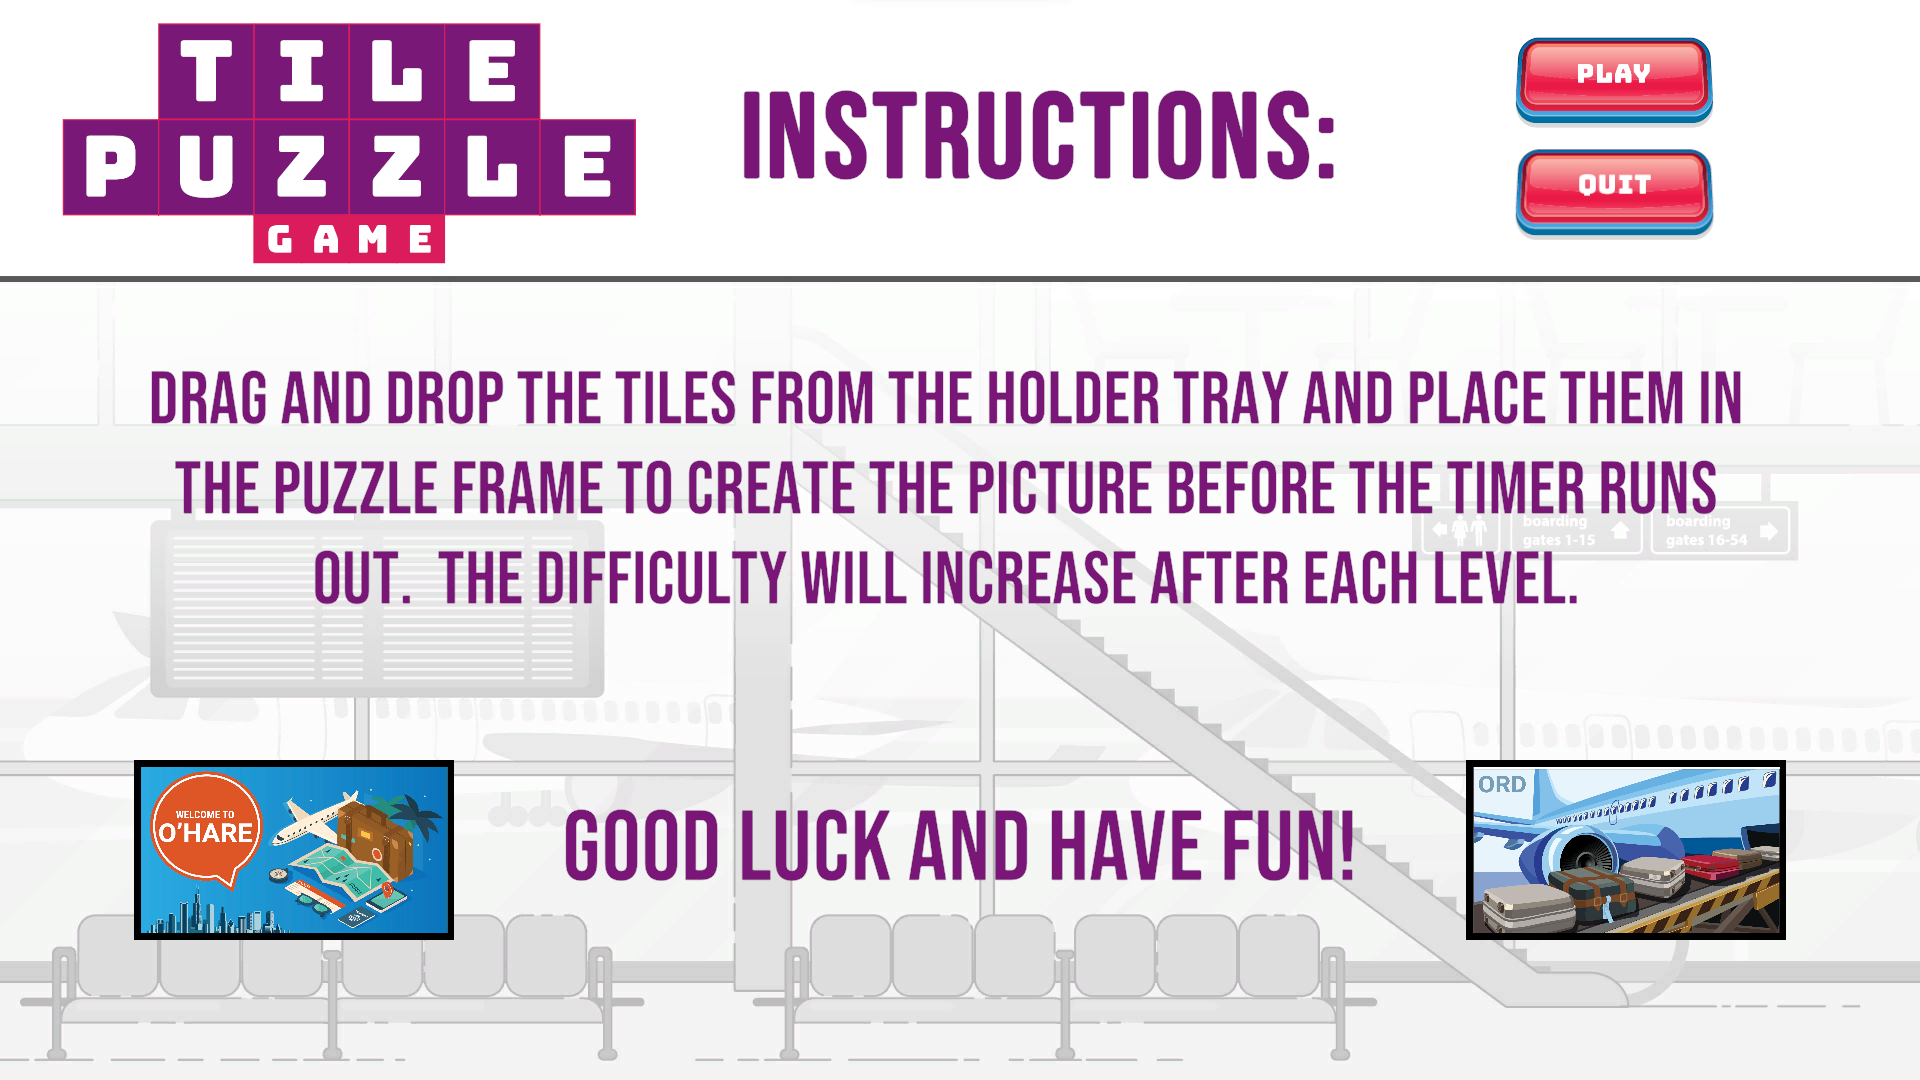 TILE
PUZZLE
GAME
INSTRUCTIONS:
PLAY
QUIT
DRAG AND DROP THE TILES FROM THE HOLDER TRAY AND PLACE THEM IN
THE PUZZLE FRAME TO CREATE THE PICTURE BEFORE THE TIMER RUNS
OUT.  THE DIFFICULTY WILL INCREASE AFTER EACH LEVEL.
boarding
gates 1-15
boarding
gates 16-54
WELCOME TO
O'HARE
GOOD LUCK AND HAVE FUN!
ORD